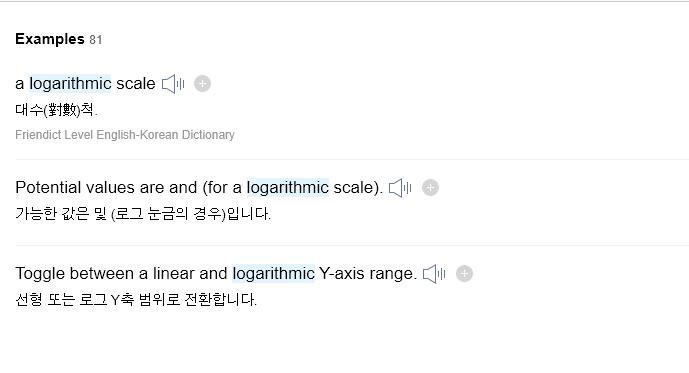 Examples 81
a logarithmic scale
대수(對數)척.
Friendict Level English-Korean Dictionary
Potential values are and (for a logarithmic scale).
가능한 값은 및 (로그 눈금의 경우)입니다.
Toggle between a linear and logarithmic Y-axis range.
선형 또는 로그 Y축 범위로 전환합니다.